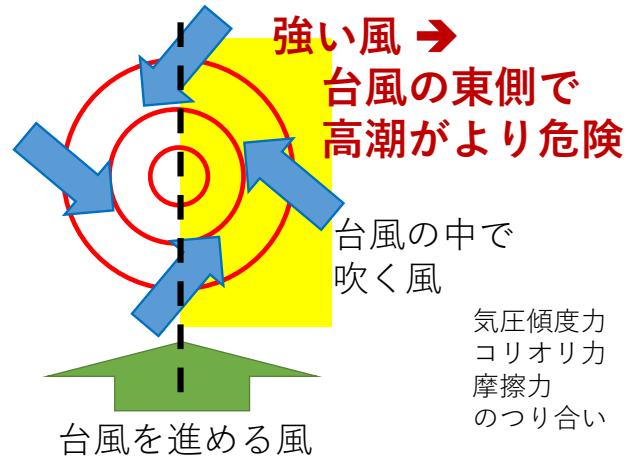 強い風 ➔
台風の東側で
高潮がより危険
台風の中で
吹く風
気圧傾度力
コリオリ力
摩擦力
のつり合い
台風を進める風